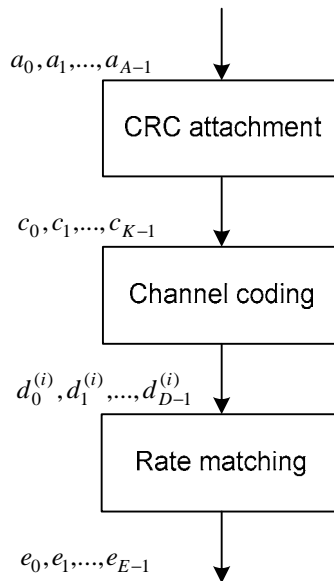 a_0, a_1,..., a_{A-1}
CRC attachment
c_0, c_1,..., c_{K-1}
Channel coding
d_0^{(i)}, d_1^{(i)},..., d_{D-1}^{(i)}
Rate matching
e_0, e_1,..., e_{E-1}